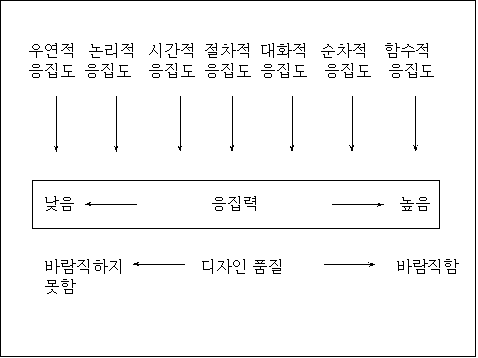 우연적 논리적 시간적 절차적 대화적 순차적 함수적
응집도 응집도 응집도 응집도 응집도 응집도 응집도
낮음 응집력 높음
바람직하지 디자인 품질 바람직함
못함